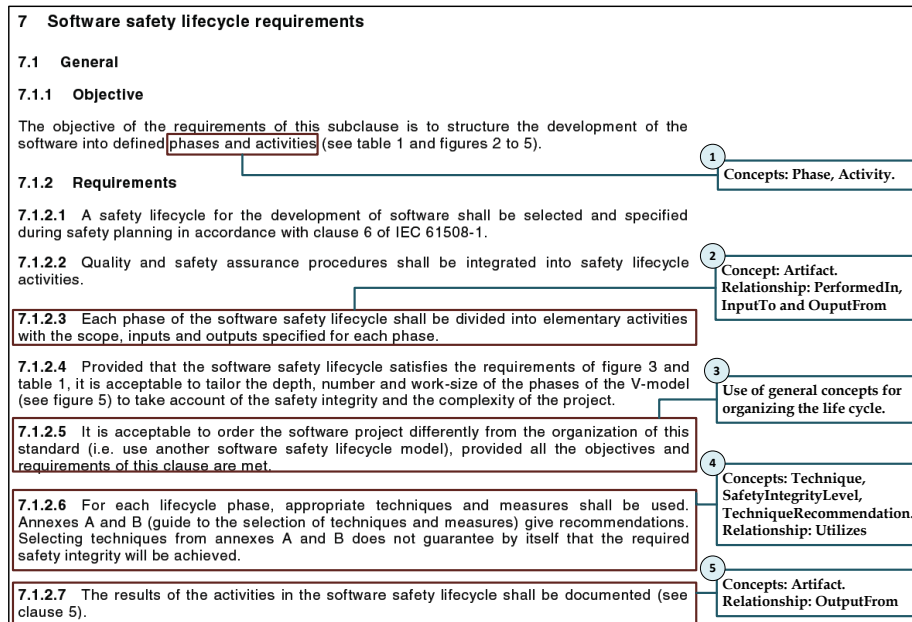 7 Software safety lifecycle requirements
7.1 General
7.1.1 Objective
The objective of the requirements of this subclause is to structure the development of the
software into defined phases and activities (see table 1 and figures 2 to 5).
1
Concepts: Phase, Activity.
7.1.2 Requirements
7.1.2.1 A safety lifecycle for the development of software shall be selected and specified
during safety planning in accordance with clause 6 of IEC 61508-1.
7.1.2.2 Quality and safety assurance procedures shall be integrated into safety lifecycle
activities.
2
Concept: Artifact.
Relationship: PerformedIn,
InputTo and OuputFrom
7.1.2.3 Each phase of the software safety lifecycle shall be divided into elementary activities
with the scope, inputs and outputs specified for each phase.
7.1.2.4 Provided that the software safety lifecycle satisfies the requirements of figure 3 and
table 1, it is acceptable to tailor the depth, number and work-size of the phases of the V-model
(see figure 5) to take account of the safety integrity and the complexity of the project.
3
Use of general concepts for
organizing the life cycle.
7.1.2.5 It is acceptable to order the software project differently from the organization of this
standard (i.e. use another software safety lifecycle model), provided all the objectives and
requirements of this clause are met.
4
Concepts: Technique,
SafetyIntegrityLevel,
TechniqueRecommendation.
Relationship: Utilizes
7.1.2.6 For each lifecycle phase, appropriate techniques and measures shall be used.
Annexes A and B (guide to the selection of techniques and measures) give recommendations.
Selecting techniques from annexes A and B does not guarantee by itself that the required
safety integrity will be achieved.
5
Concepts: Artifact.
Relationship: OutputFrom
7.1.2.7 The results of the activities in the software safety lifecycle shall be documented (see
clause 5).